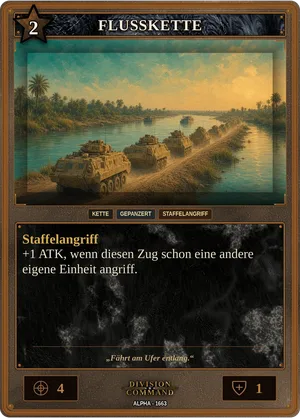 2
FLUSSKETTE
KETTE
GEPANZERT
STAFFELANGRIFF
Staffelangriff
+1 ATK, wenn diesen Zug schon eine andere
eigene Einheit angriff.
„Fährt am Ufer entlang.“
4
DIVISION
COMMAND
ALPHA - 1663
1